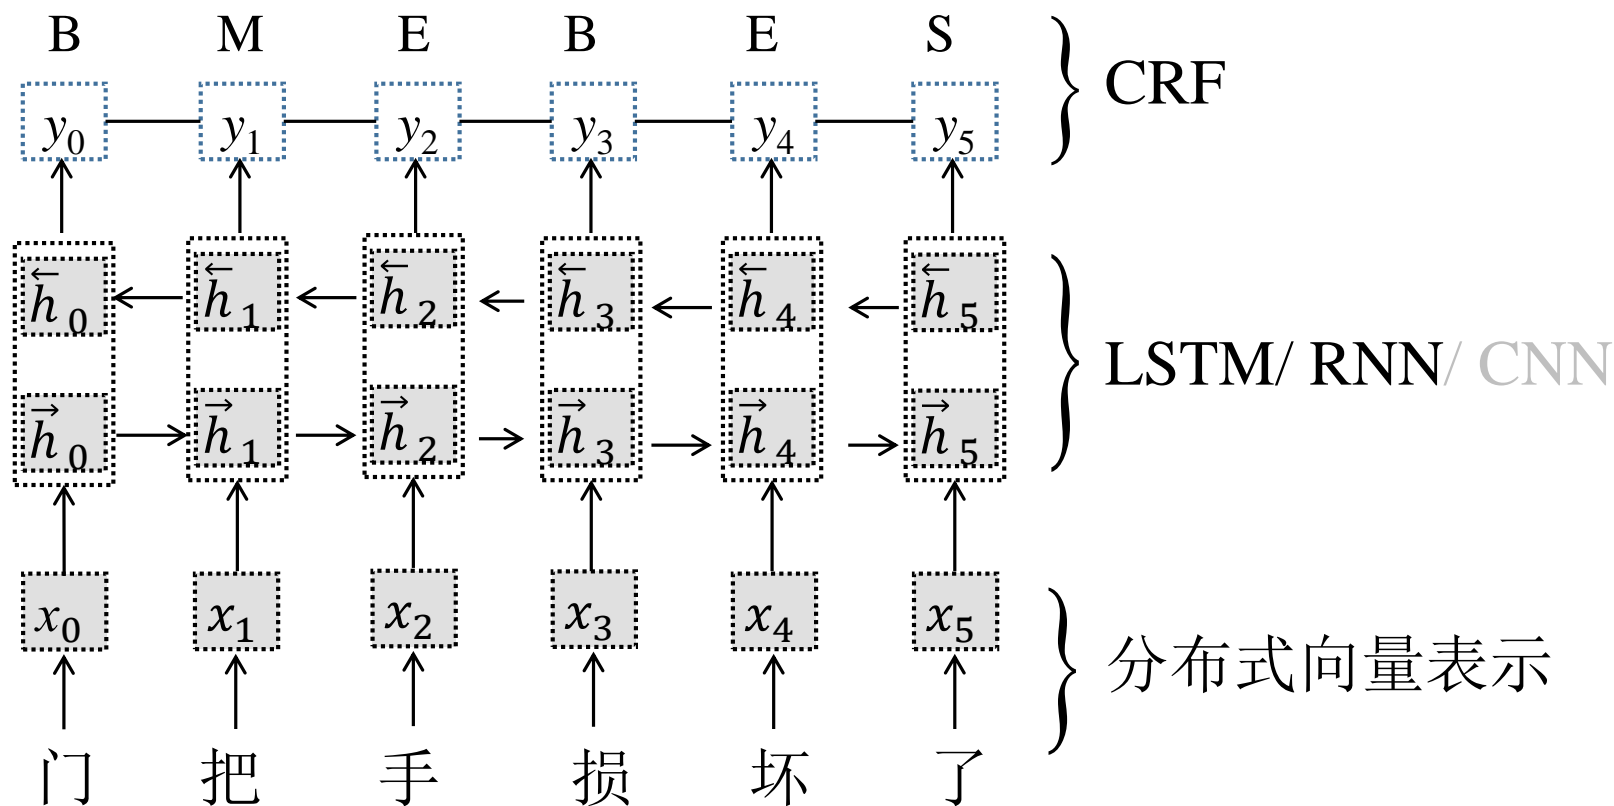 B M E B E S
CRF
y₀ y₁ y₂ y₃ y₄ y₅
←h₀ ←h₁ ←h₂ ←h₃ ←h₄ ←h₅
LSTM/ RNN/ CNN
→h₀ →h₁ →h₂ →h₃ →h₄ →h₅
x₀ x₁ x₂ x₃ x₄ x₅
分布式向量表示
门 把 手 损 坏 了